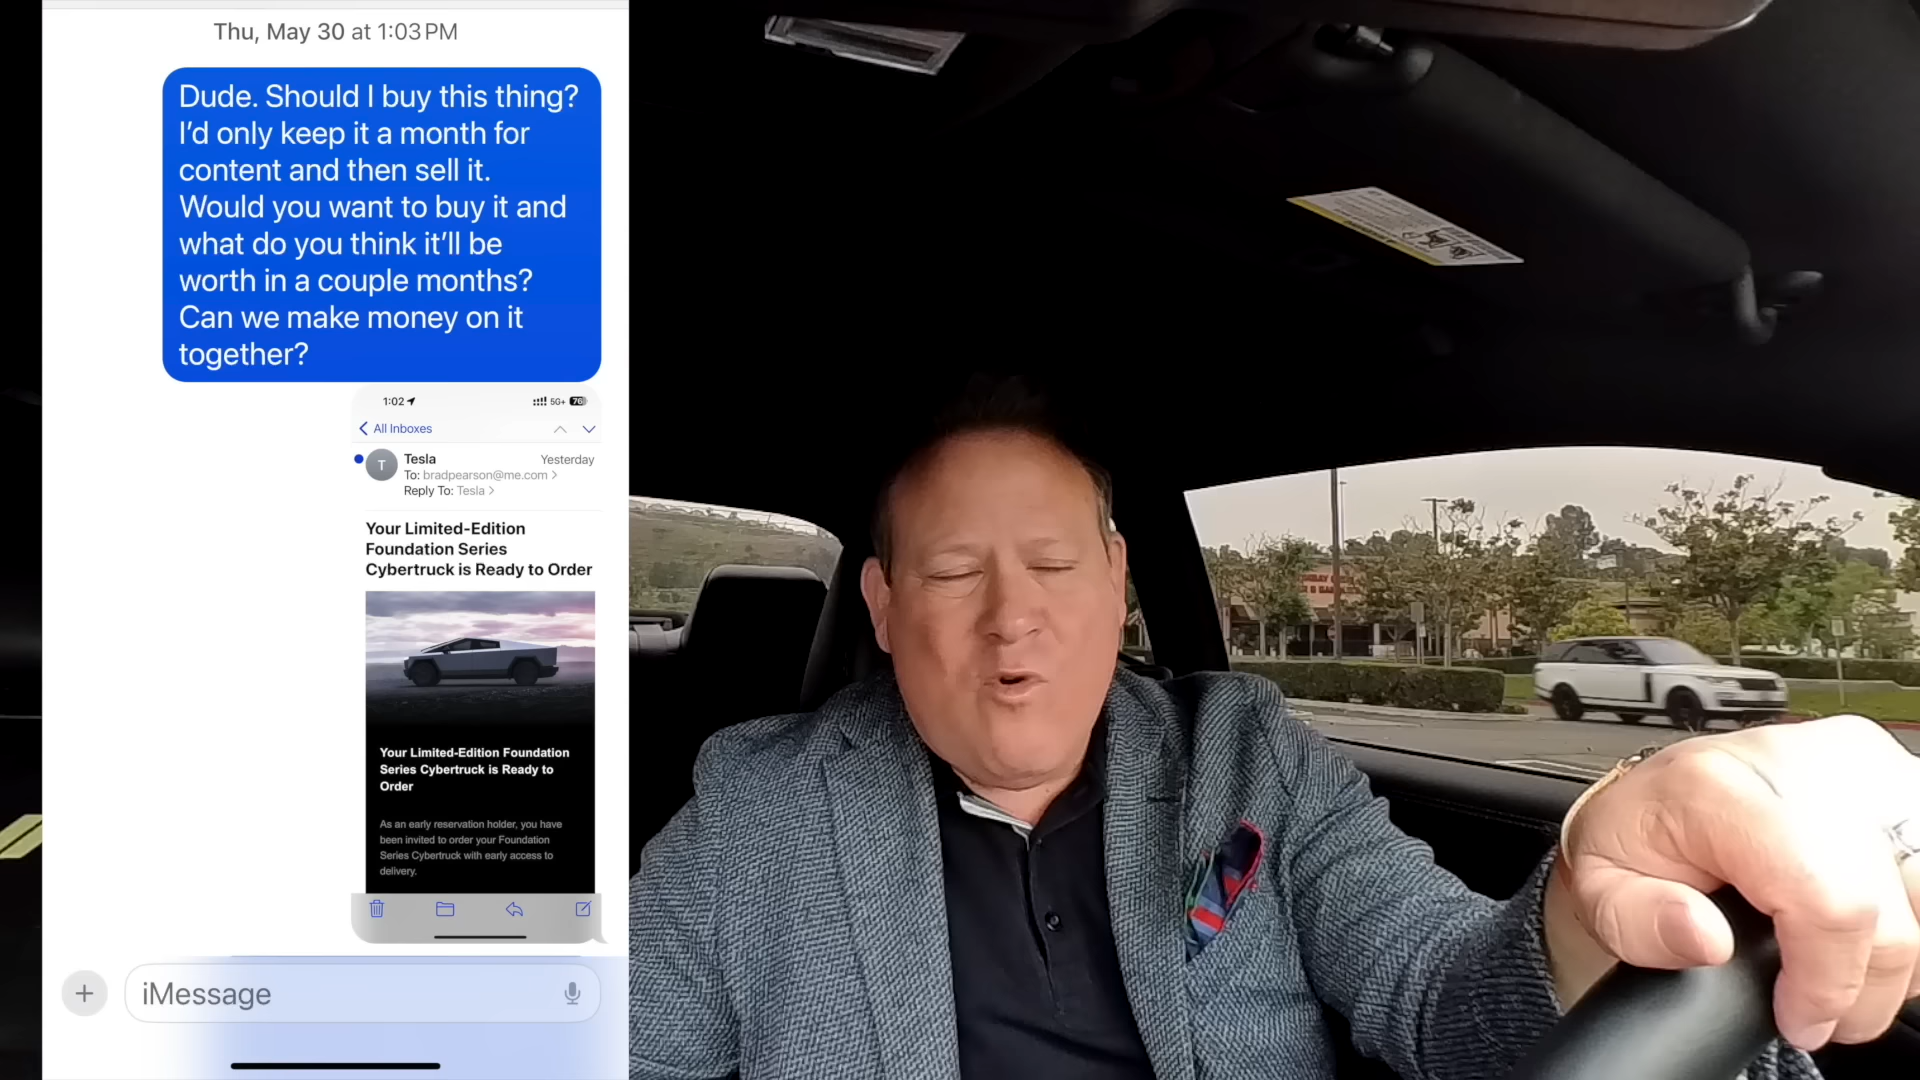 Thu, May 30 at 1:03 PM
Dude. Should I buy this thing?
I'd only keep it a month for
content and then sell it.
Would you want to buy it and
what do you think it'll be
worth in a couple months?
Can we make money on it
together?
1:02
5G+ 70
All Inboxes
T
Tesla
Yesterday
To: bradpearson@me.com
Reply To: Tesla
Your Limited-Edition
Foundation Series
Cybertruck is Ready to Order
Your Limited-Edition Foundation
Series Cybertruck is Ready to
Order
As an early reservation holder, you have
been invited to order your Foundation
Series Cybertruck with early access to
delivery.
iMessage